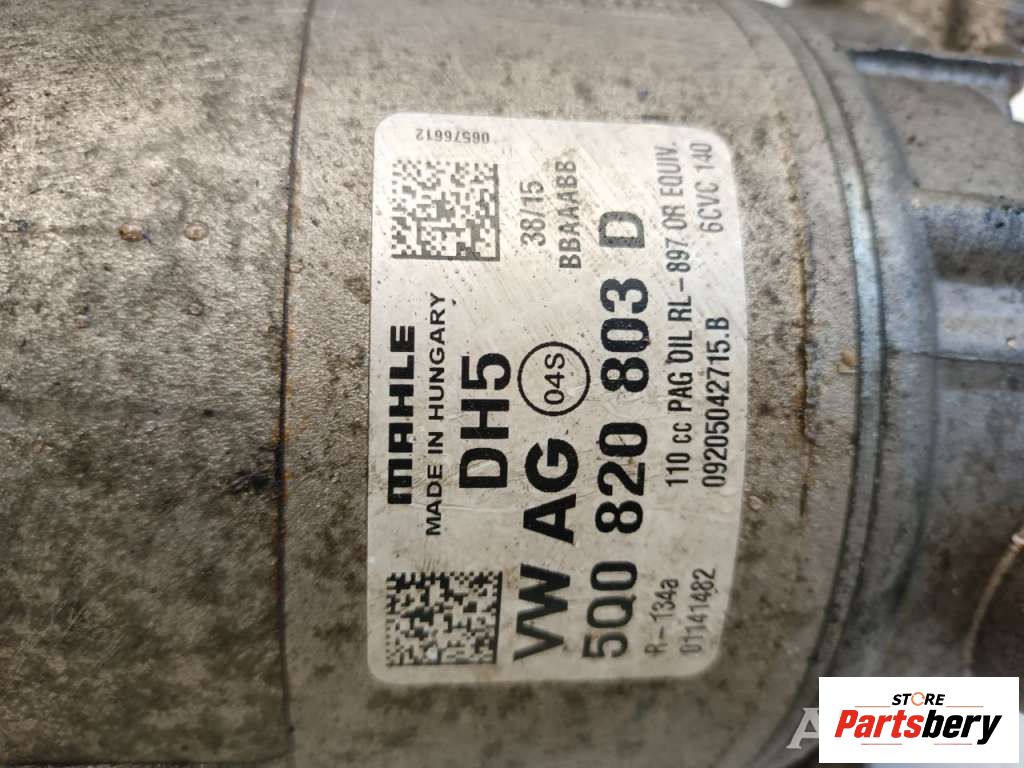 06576612
MAHLE
MADE IN HUNGARY
38/15
DH5
BBAAABB
VW AG 04S
5Q0 820 803 D
R-134a 110 cc PAG OIL RL-897 OR EQUIV.
01141482 09205042715.B 6CVC 140
STORE
Partsbery
A